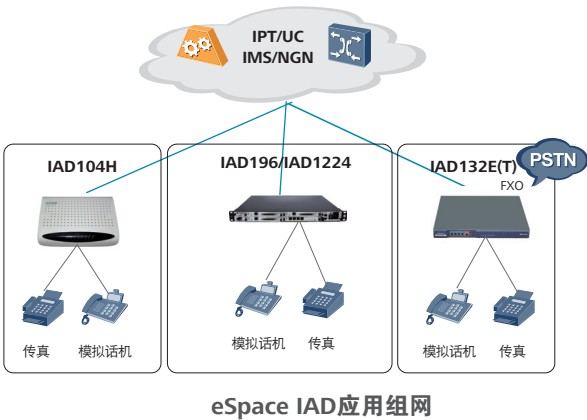 IPT/UC
IMS/NGN
IAD104H
IAD196/IAD1224
IAD132E(T)
PSTN
FXO
传真
模拟话机
模拟话机
传真
模拟话机
传真
eSpace IAD应用组网